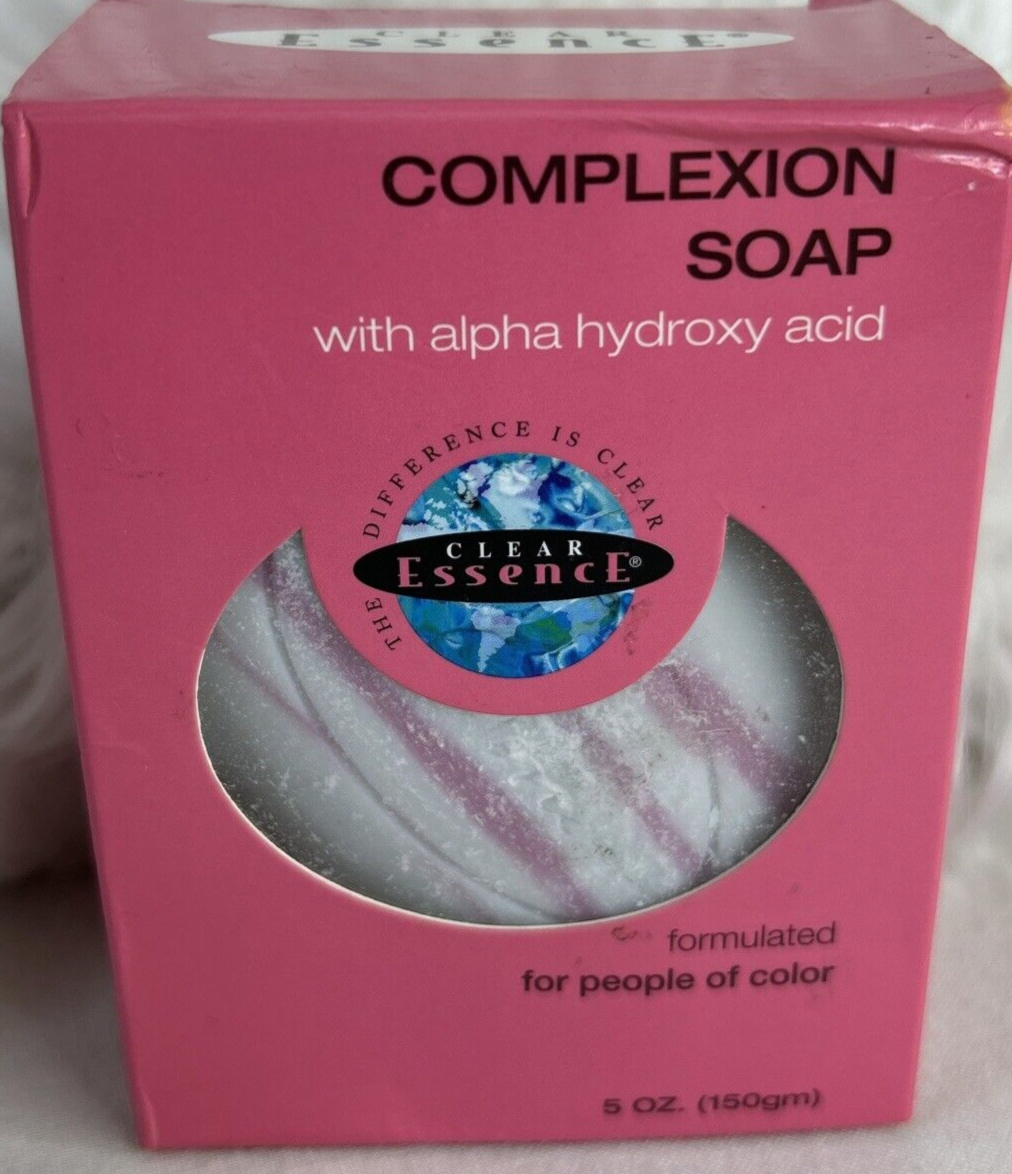 CLEAR
EssencE®
COMPLEXION
SOAP
with alpha hydroxy acid
THE DIFFERENCE IS CLEAR
CLEAR
EssencE®
formulated
for people of color
5 OZ. (150gm)